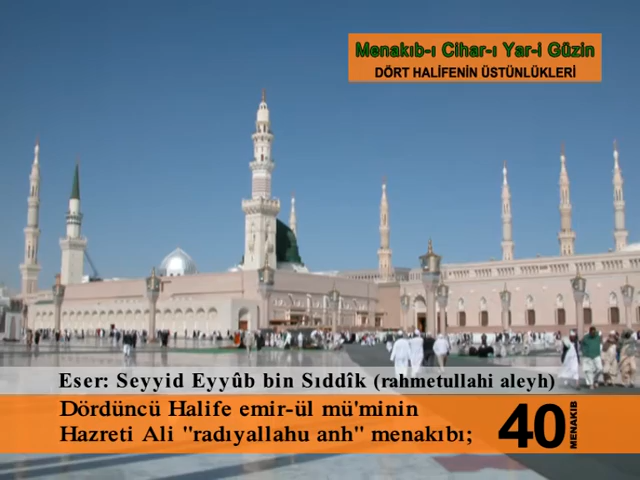 Menakıb-ı Cihar-ı Yar-i Güzin
DÖRT HALİFENİN ÜSTÜNLÜKLERİ
Eser: Seyyid Eyyûb bin Sıddîk (rahmetullahi aleyh)
Dördüncü Halife emir-ül mü'minin
Hazreti Ali "radıyallahu anh" menakıbı;
40 MENAKIB